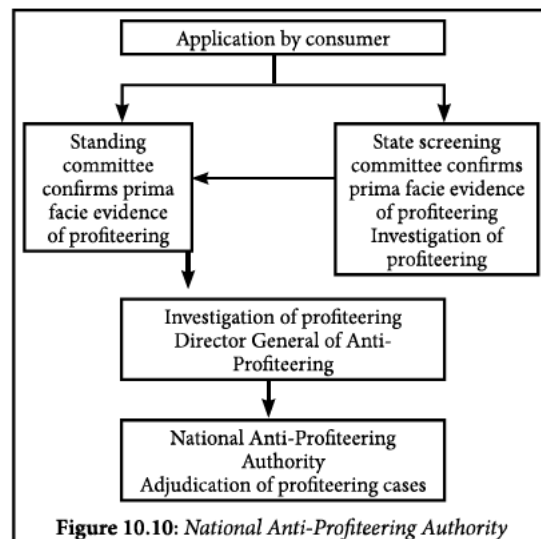 Application by consumer
Standing
committee
confirms prima
facie evidence
of profiteering
State screening
committee confirms
prima facie evidence
of profiteering
Investigation of
profiteering
Investigation of profiteering
Director General of Anti-
Profiteering
National Anti-Profiteering
Authority
Adjudication of profiteering cases
Figure 10.10: National Anti-Profiteering Authority